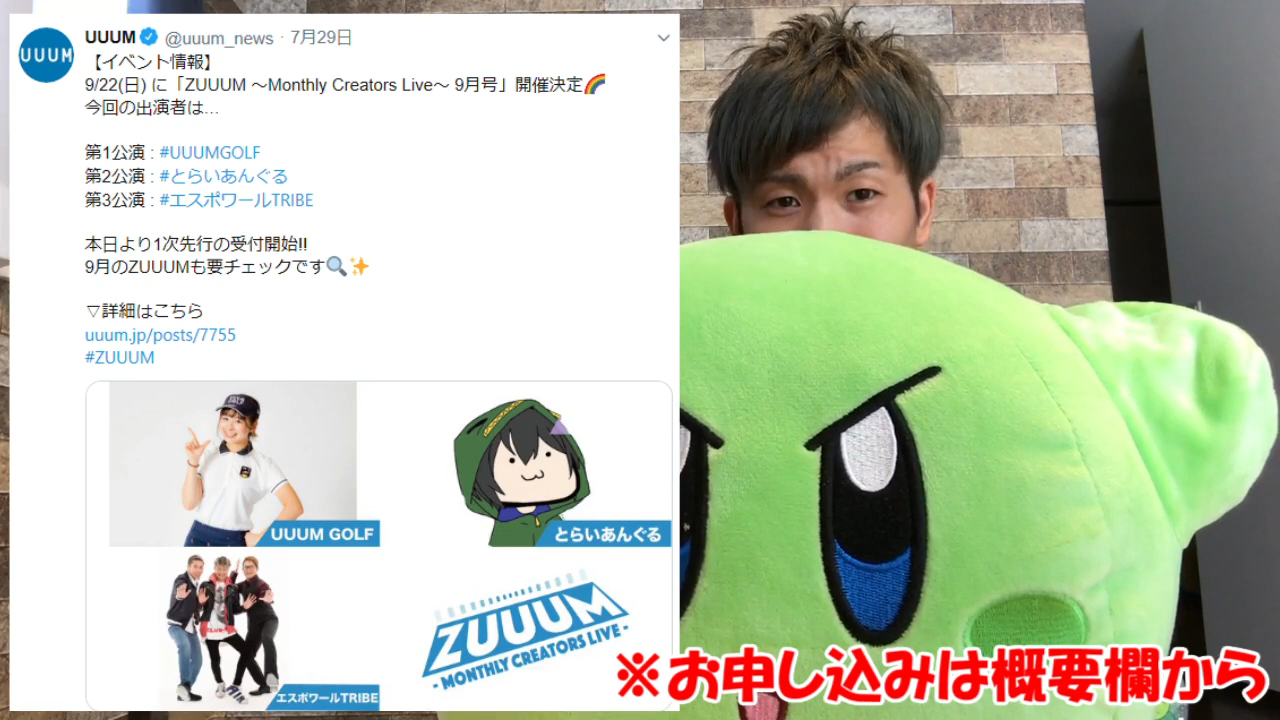 UUUM
UUUM @uuum_news · 7月29日
【イベント情報】
9/22(日) に「ZUUUM 〜Monthly Creators Live〜 9月号」開催決定🌈
今回の出演者は…
第1公演 : #UUUMGOLF
第2公演 : #とらいあんぐる
第3公演 : #エスポワールTRIBE
本日より1次先行の受付開始!!
9月のZUUUMも要チェックです🔍✨
▽詳細はこちら
uuum.jp/posts/7755
#ZUUUM
UUUM GOLF
とらいあんぐる
エスポワールTRIBE
ZUUUM
- MONTHLY CREATORS LIVE -
※お申し込みは概要欄から